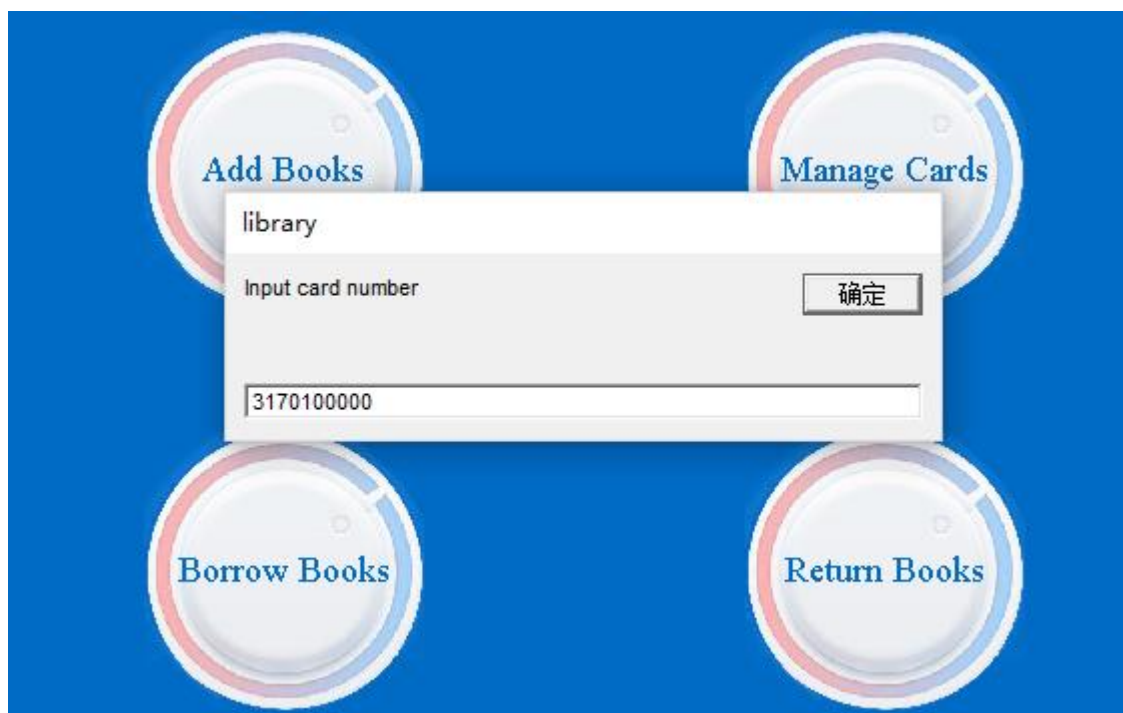 Add Books
Manage Cards
library
Input card number
确定
3170100000
Borrow Books
Return Books